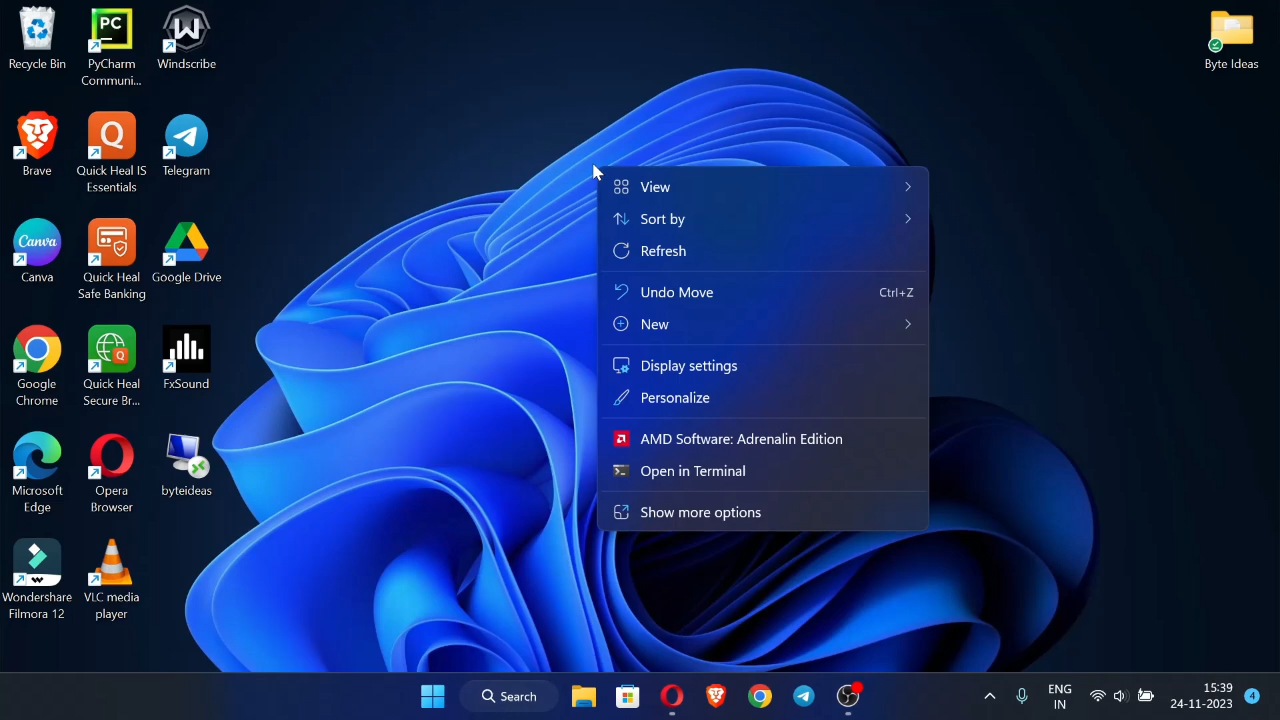 Recycle Bin
PyCharm
Communi...
Windscribe
Brave
Quick Heal IS
Essentials
Telegram
Canva
Quick Heal
Safe Banking
Google Drive
Google
Chrome
Quick Heal
Secure Br...
FxSound
Microsoft
Edge
Opera
Browser
byteideas
Wondershare
Filmora 12
VLC media
player
Byte Ideas
PC
Canva
View
Sort by
Refresh
Undo Move Ctrl+Z
New
Display settings
Personalize
AMD Software: Adrenalin Edition
Open in Terminal
Show more options
Search
ENG
IN
15:39
24-11-2023
4